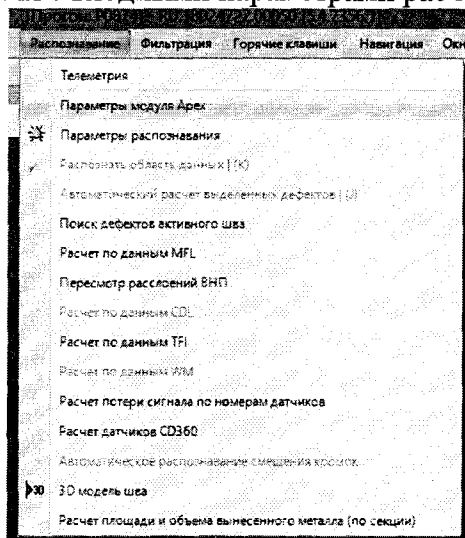 Распознавание Фильтрация Горячие клавиши Навигация Окн
Телеметрия
Параметры модуля Apex
Параметры распознавания
Распознать область данных | (K)
Автоматический расчет выделенных дефектов | (J)
Поиск дефектов активного шва
Расчет по данным MFL
Пересмотр расслоений ВНП
Расчет по данным CDL
Расчет по данным TFI
Расчет по данным WM
Расчет потери сигнала по номерам датчиков
Расчет датчиков CD360
Автоматическое распознавание смещения кромок
3D 3D модель шва
Расчет площади и объема вынесенного металла (по секции)